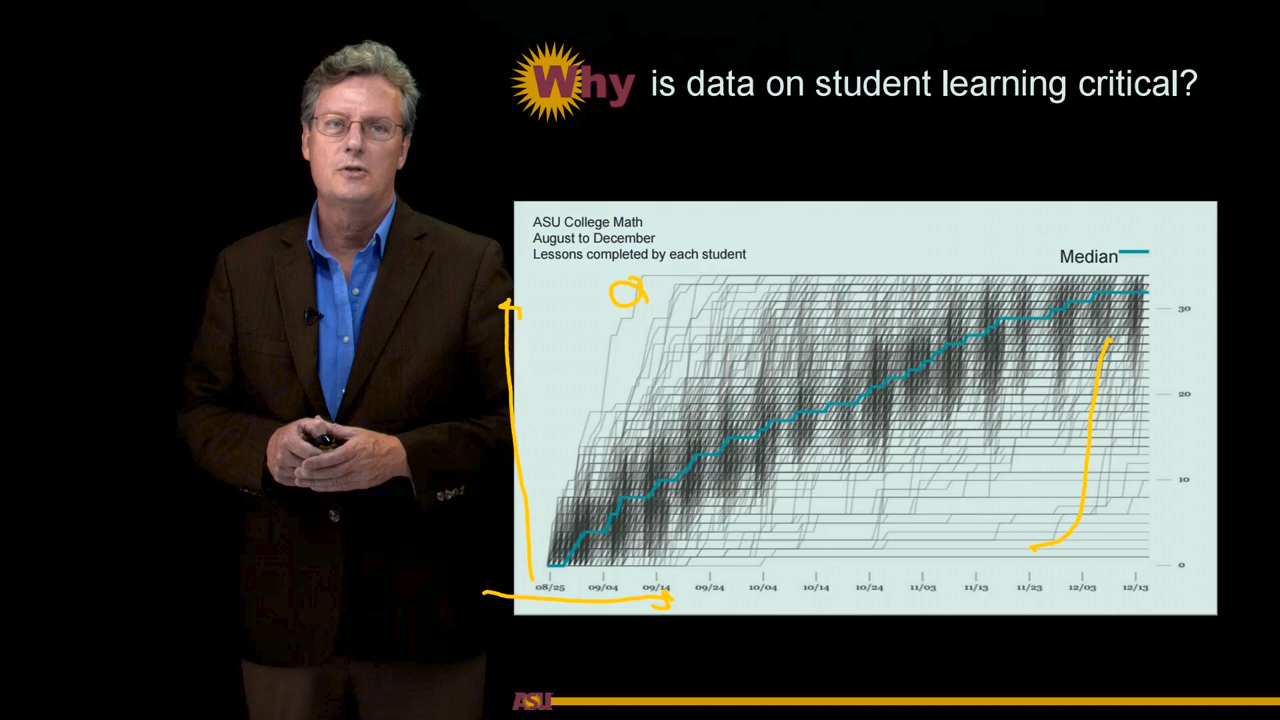 Why is data on student learning critical?
ASU College Math
August to December
Lessons completed by each student
Median
30
20
10
0
08/25 09/04 09/14 09/24 10/04 10/14 10/24 11/03 11/13 11/23 12/03 12/13
ASU